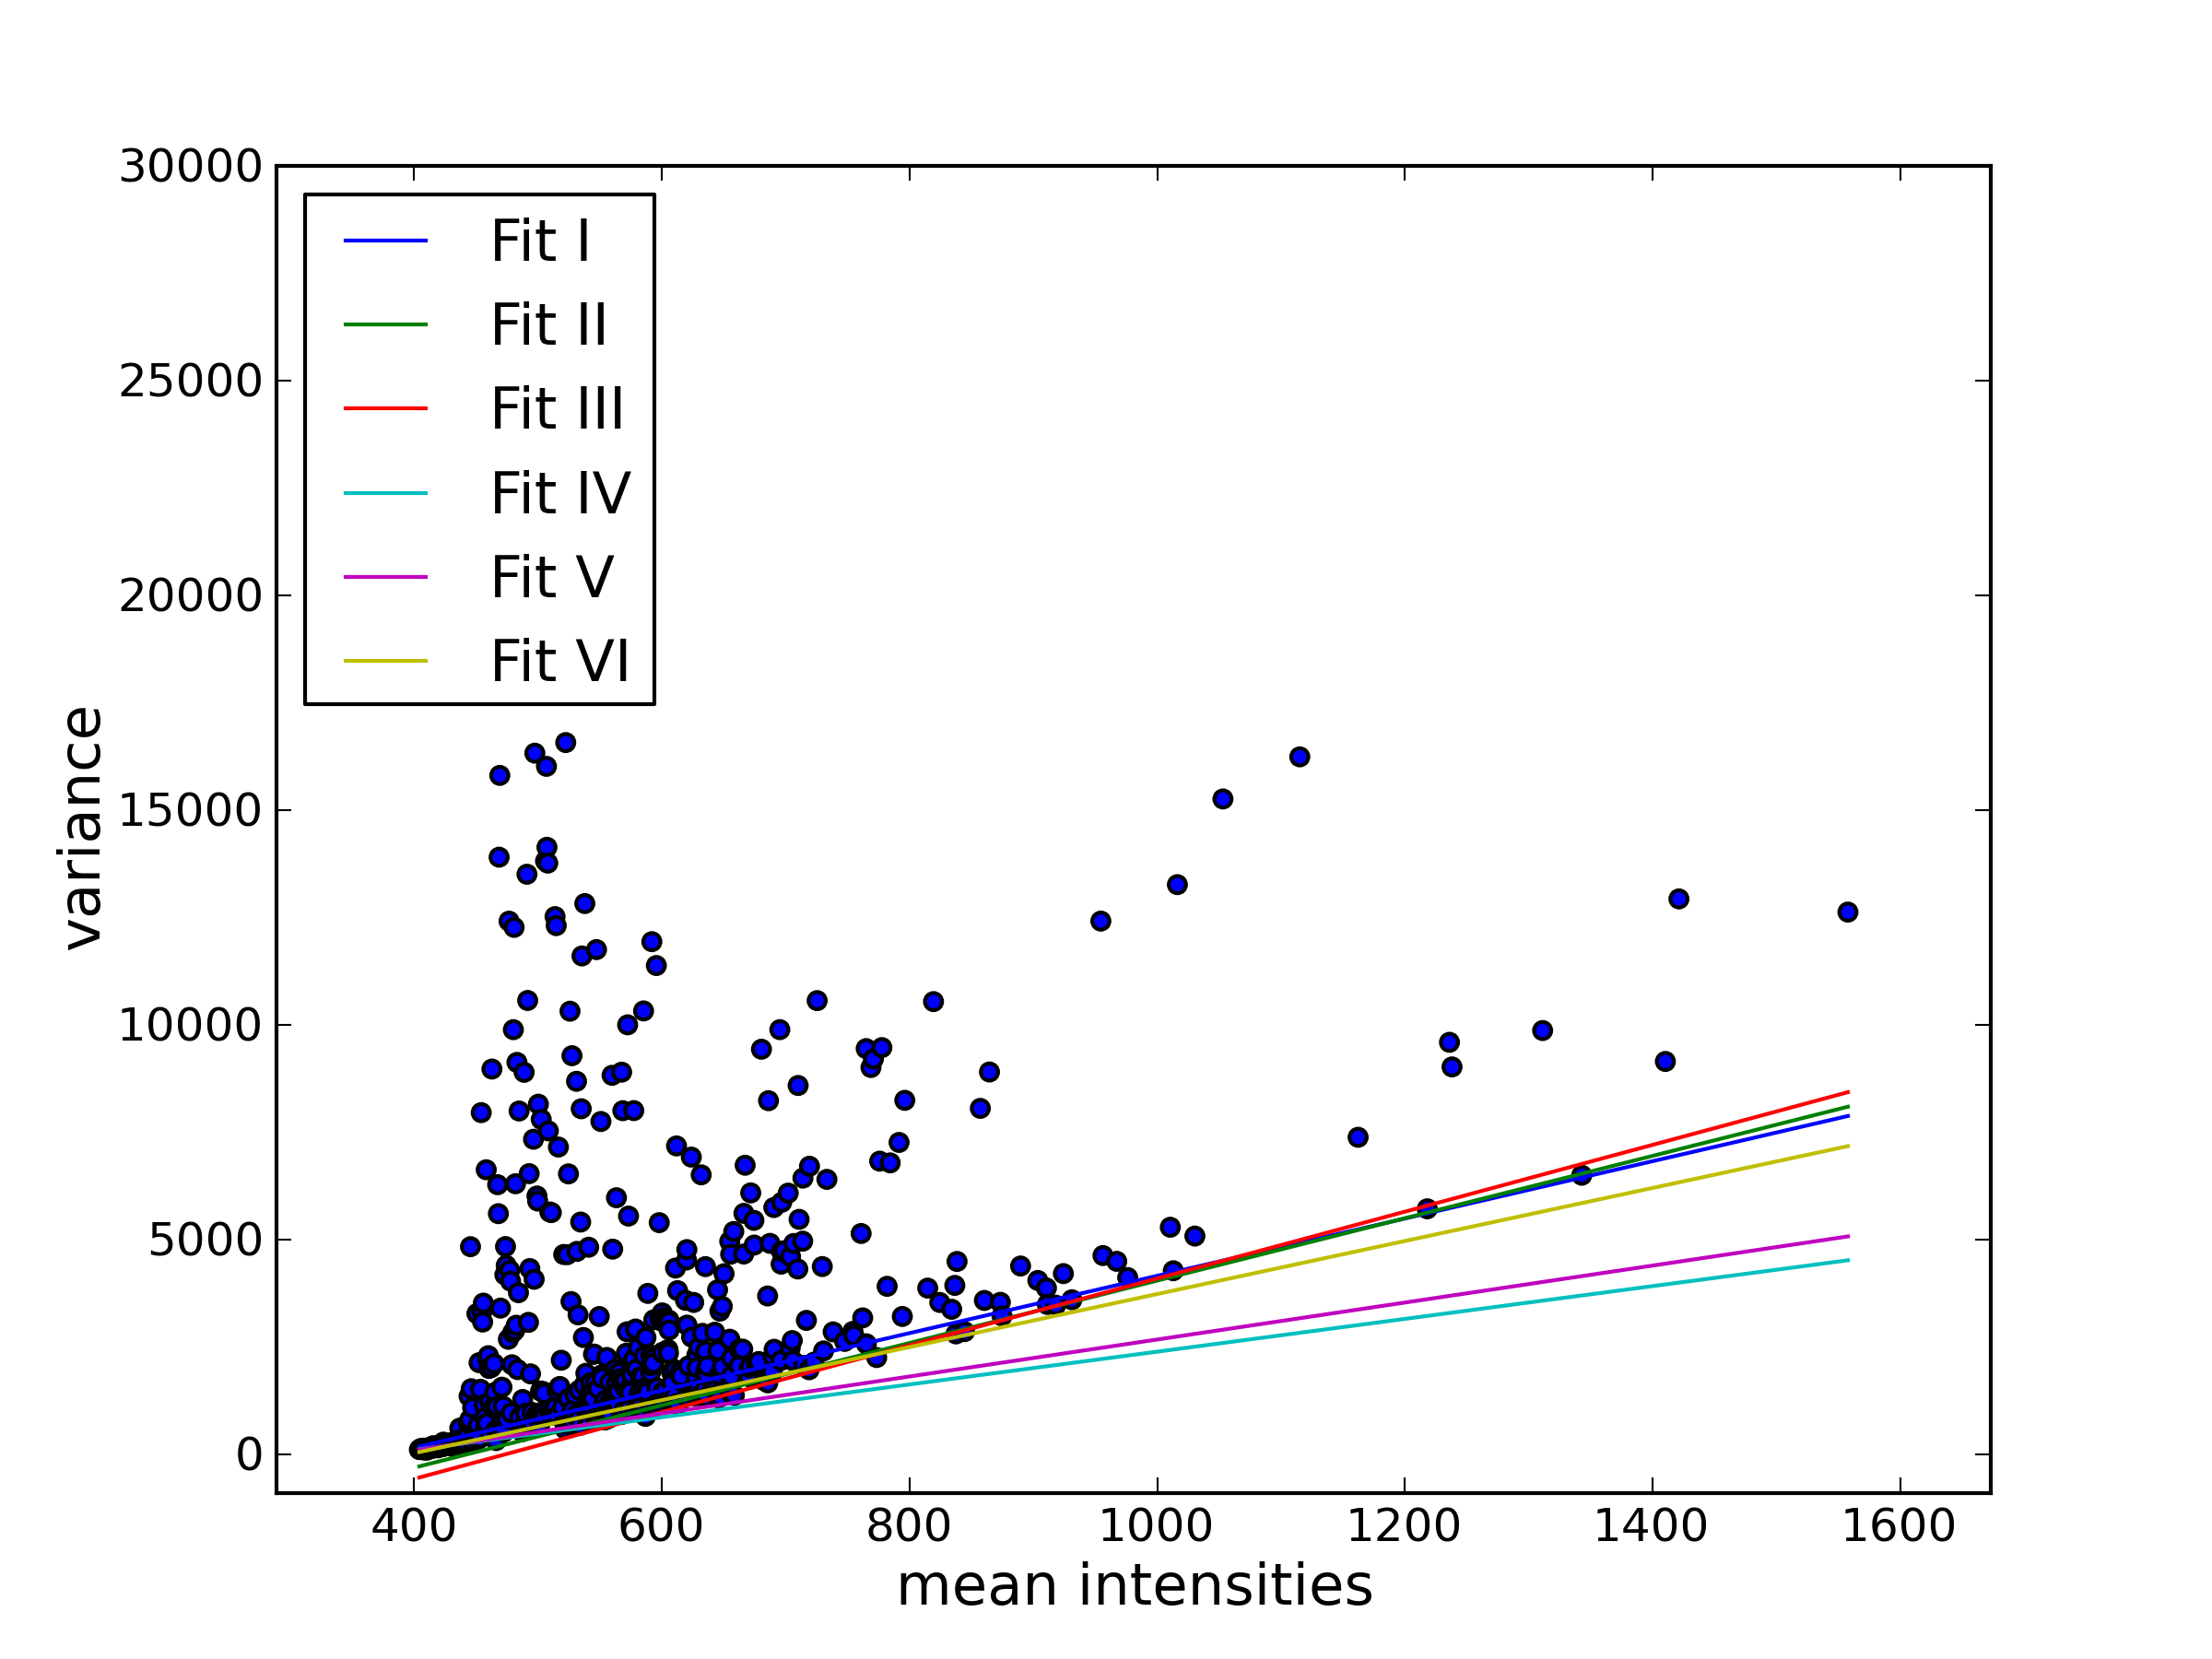 30000
25000
20000
15000
10000
5000
0
variance
Fit I
Fit II
Fit III
Fit IV
Fit V
Fit VI
400 600 800 1000 1200 1400 1600
mean intensities